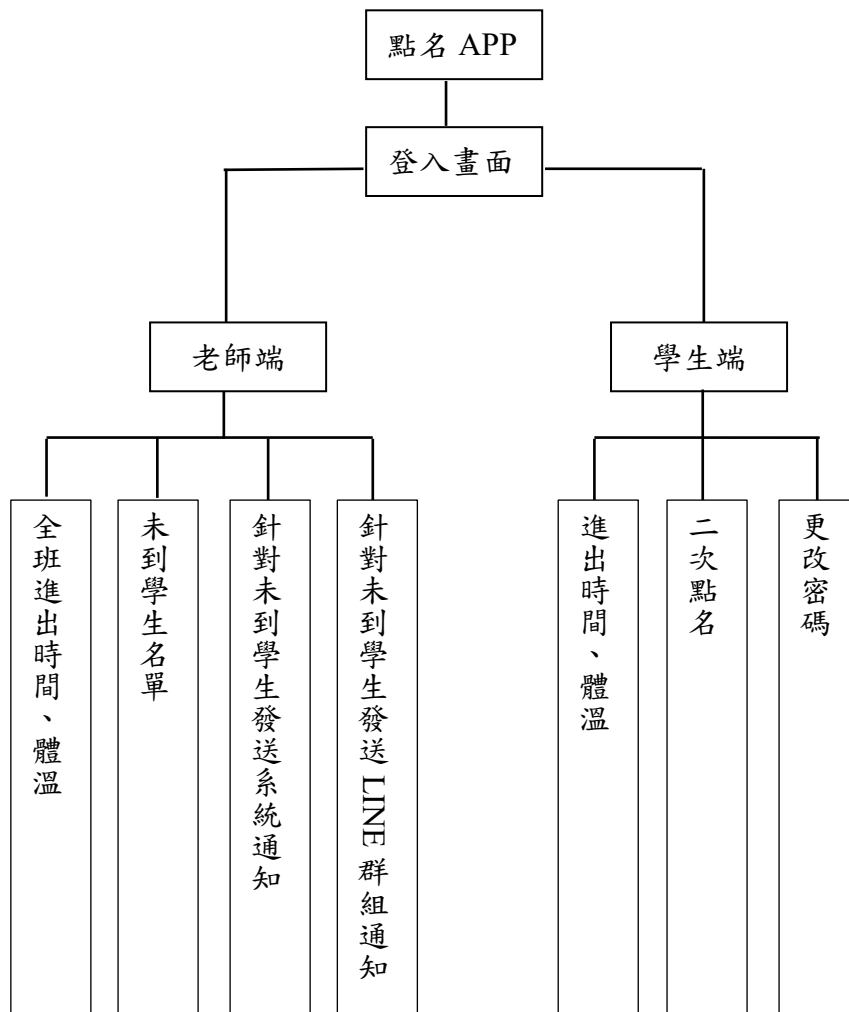 點名 APP
登入畫面
老師端
學生端
全班進出時間、體溫
未到學生名單
針對未到學生發送系統通知
針對未到學生發送 LINE 群組通知
進出時間、體溫
二次點名
更改密碼